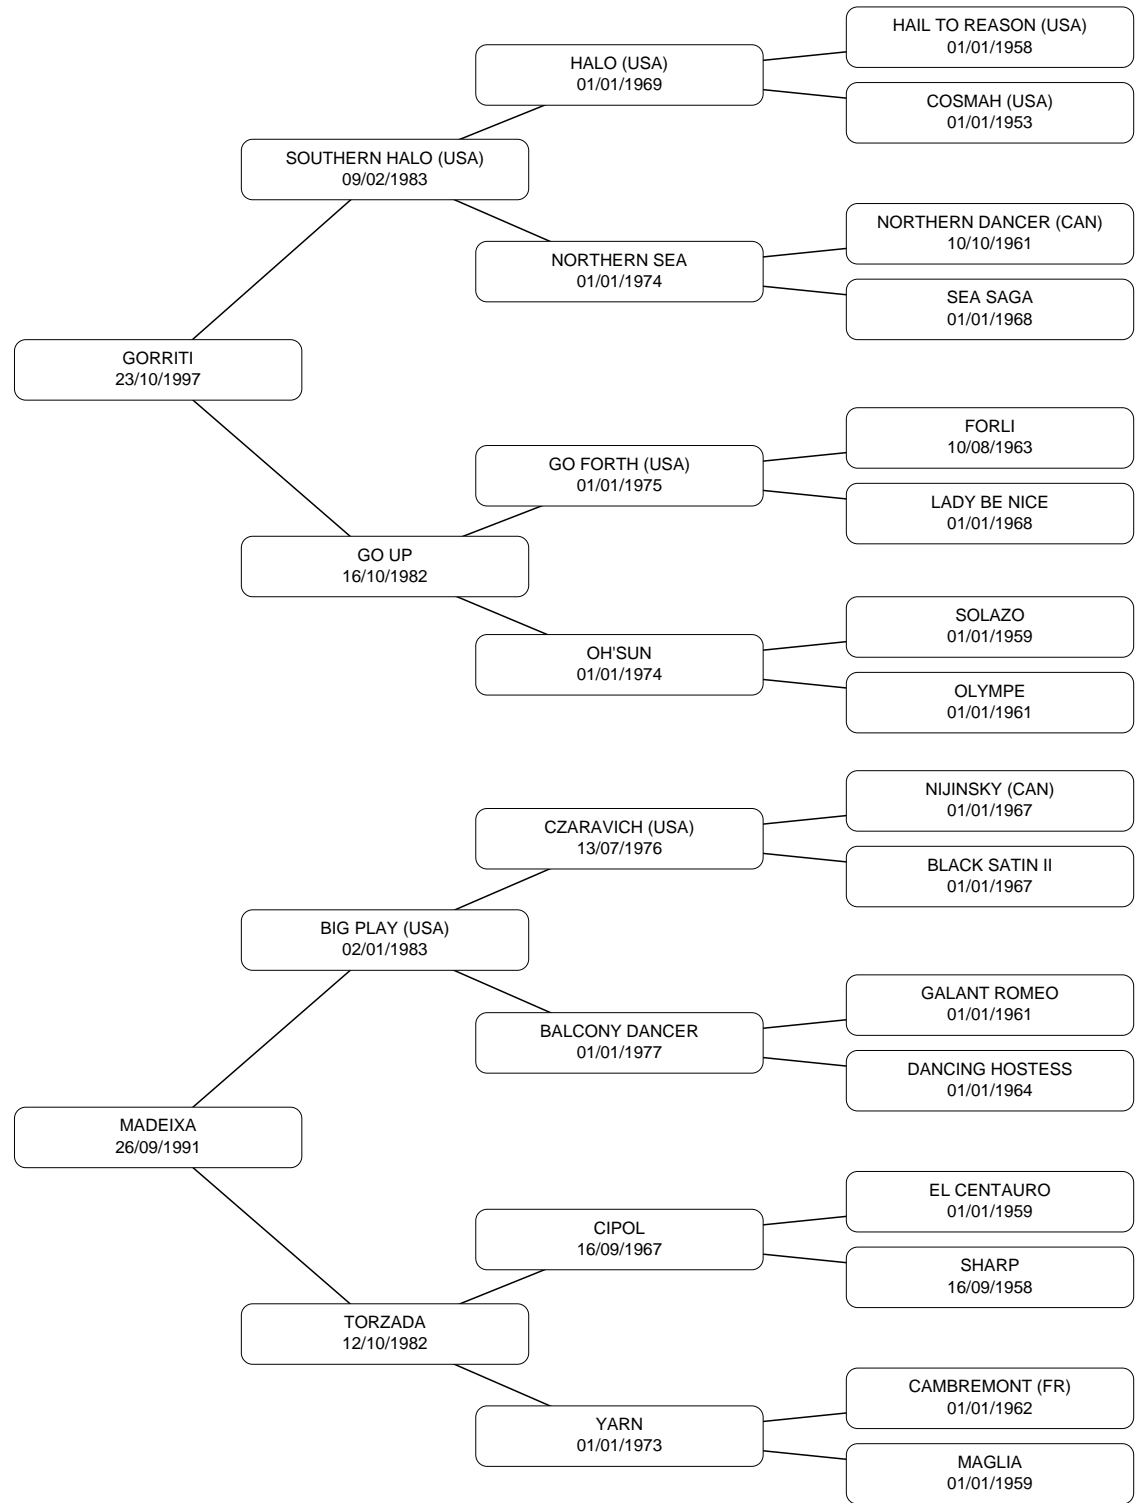 HAIL TO REASON (USA)
01/01/1958
HALO (USA)
01/01/1969
COSMAH (USA)
01/01/1953
SOUTHERN HALO (USA)
09/02/1983
NORTHERN DANCER (CAN)
10/10/1961
NORTHERN SEA
01/01/1974
SEA SAGA
01/01/1968
GORRITI
23/10/1997
FORLI
10/08/1963
GO FORTH (USA)
01/01/1975
LADY BE NICE
01/01/1968
GO UP
16/10/1982
SOLAZO
01/01/1959
OH'SUN
01/01/1974
OLYMPE
01/01/1961
NIJINSKY (CAN)
01/01/1967
CZARAVICH (USA)
13/07/1976
BLACK SATIN II
01/01/1967
BIG PLAY (USA)
02/01/1983
GALANT ROMEO
01/01/1961
BALCONY DANCER
01/01/1977
DANCING HOSTESS
01/01/1964
MADEIXA
26/09/1991
EL CENTAURO
01/01/1959
CIPOL
16/09/1967
SHARP
16/09/1958
TORZADA
12/10/1982
CAMBREMONT (FR)
01/01/1962
YARN
01/01/1973
MAGLIA
01/01/1959